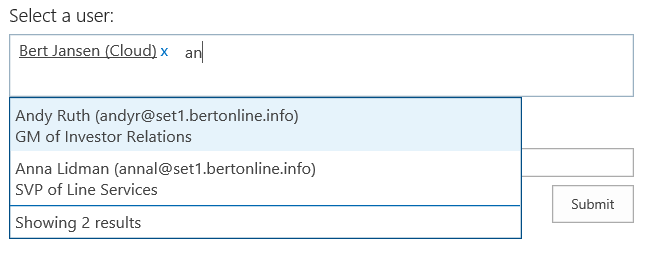 Select a user:
Bert Jansen (Cloud) x an
Andy Ruth (andyr@set1.bertonline.info)
GM of Investor Relations
Anna Lidman (annal@set1.bertonline.info)
SVP of Line Services
Showing 2 results
Submit